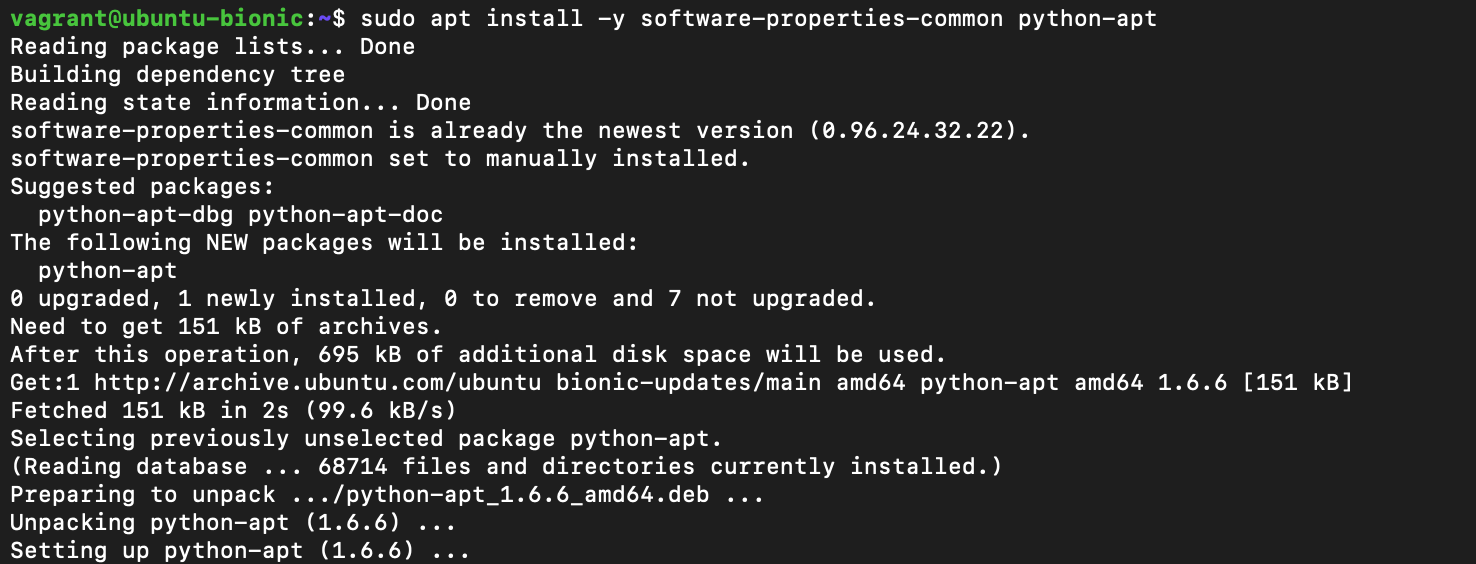 vagrant@ubuntu-bionic:~$ sudo apt install -y software-properties-common python-apt
Reading package lists... Done
Building dependency tree
Reading state information... Done
software-properties-common is already the newest version (0.96.24.32.22).
software-properties-common set to manually installed.
Suggested packages:
  python-apt-dbg python-apt-doc
The following NEW packages will be installed:
  python-apt
0 upgraded, 1 newly installed, 0 to remove and 7 not upgraded.
Need to get 151 kB of archives.
After this operation, 695 kB of additional disk space will be used.
Get:1 http://archive.ubuntu.com/ubuntu bionic-updates/main amd64 python-apt amd64 1.6.6 [151 kB]
Fetched 151 kB in 2s (99.6 kB/s)
Selecting previously unselected package python-apt.
(Reading database ... 68714 files and directories currently installed.)
Preparing to unpack .../python-apt_1.6.6_amd64.deb ...
Unpacking python-apt (1.6.6) ...
Setting up python-apt (1.6.6) ...